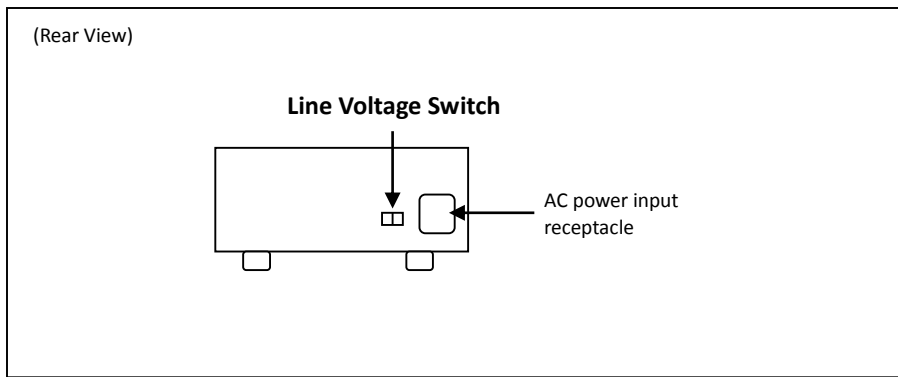 (Rear View)
Line Voltage Switch
AC power input
receptacle